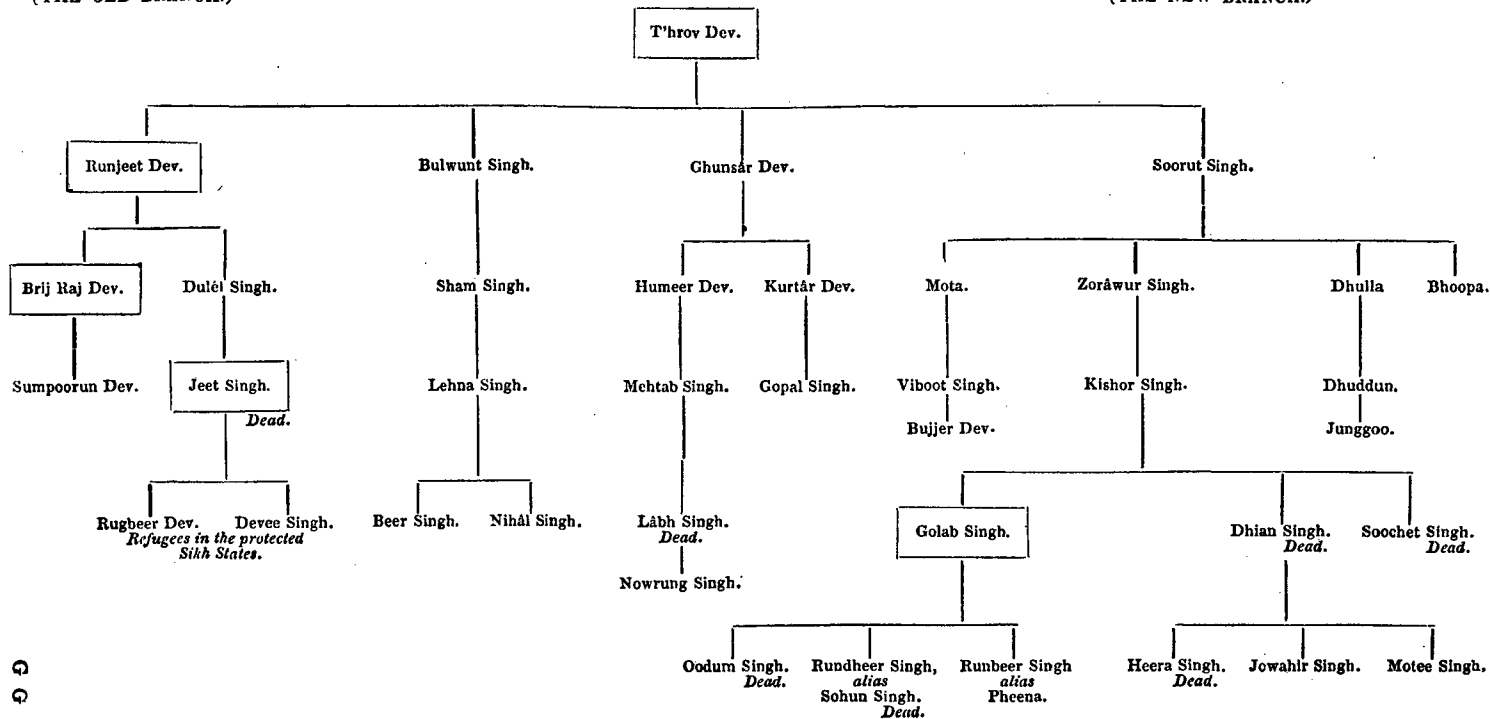 (THE OLD BRANCH.) (THE NEW BRANCH.)
T'hrov Dev.
Runjeet Dev. Bulwunt Singh. Ghunsâr Dev. Soorut Singh.
Brij Raj Dev. Dulél Singh. Sham Singh. Humeer Dev. Kurtâr Dev. Mota. Zorâwur Singh. Dhulla Bhoopa.
Sumpoorun Dev. Jeet Singh. Lehna Singh. Mehtab Singh. Gopal Singh. Viboot Singh. Kishor Singh. Dhuddun.
Dead.
Bujjer Dev. Junggoo.
Rugbeer Dev. Devee Singh. Beer Singh. Nihâl Singh. Lâbh Singh. Golab Singh. Dhian Singh. Soochet Singh.
Refugees in the protected Dead. Dead. Dead.
Sikh States.
Nowrung Singh.
Oodum Singh. Rundheer Singh, Runbeer Singh Heera Singh. Jowahir Singh. Motee Singh.
Dead. alias alias Dead.
Sohun Singh. Pheena.
Dead.
G G